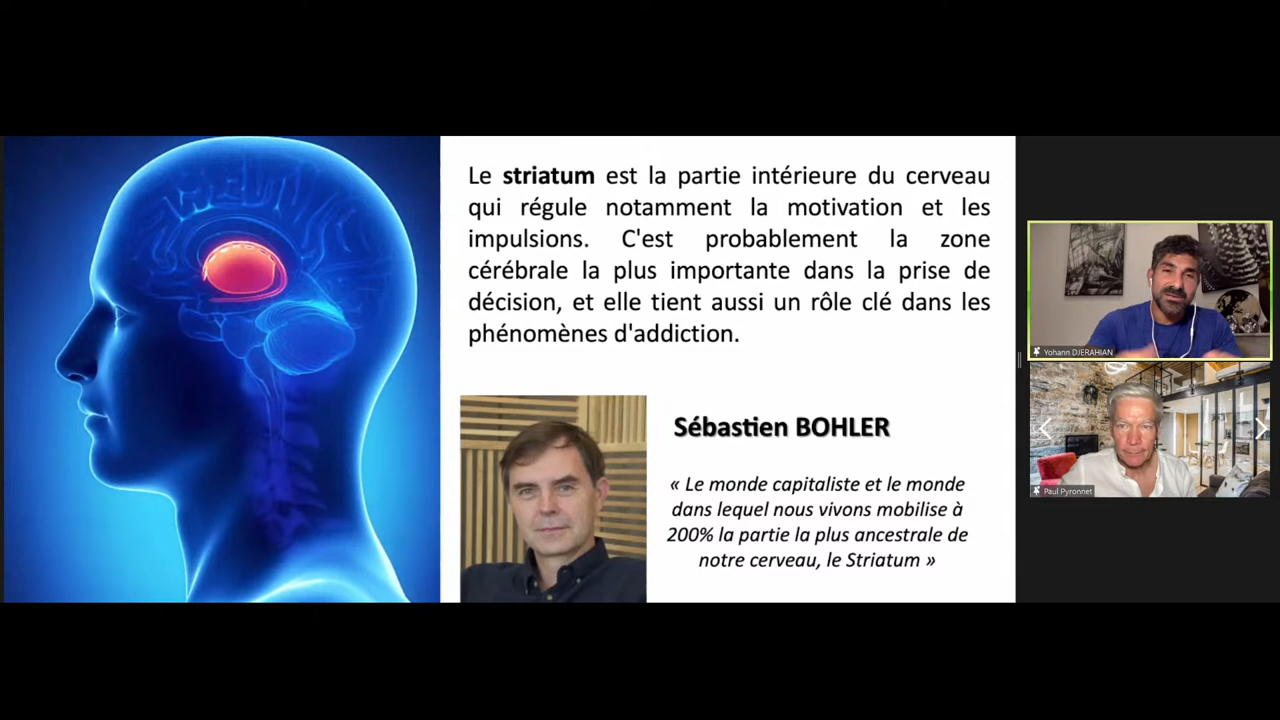 Le striatum est la partie intérieure du cerveau
qui régule notamment la motivation et les
impulsions. C'est probablement la zone
cérébrale la plus importante dans la prise de
décision, et elle tient aussi un rôle clé dans les
phénomènes d'addiction.
Sébastien BOHLER
« Le monde capitaliste et le monde
dans lequel nous vivons mobilise à
200% la partie la plus ancestrale de
notre cerveau, le Striatum »
Yohann DJERAHIAN
Paul Pyronnet